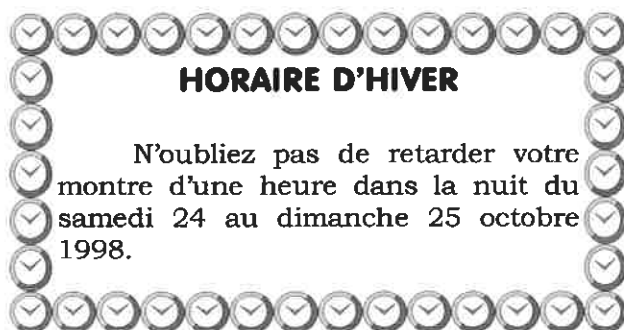 HORAIRE D'HIVER
N'oubliez pas de retarder votre
montre d'une heure dans la nuit du
samedi 24 au dimanche 25 octobre
1998.